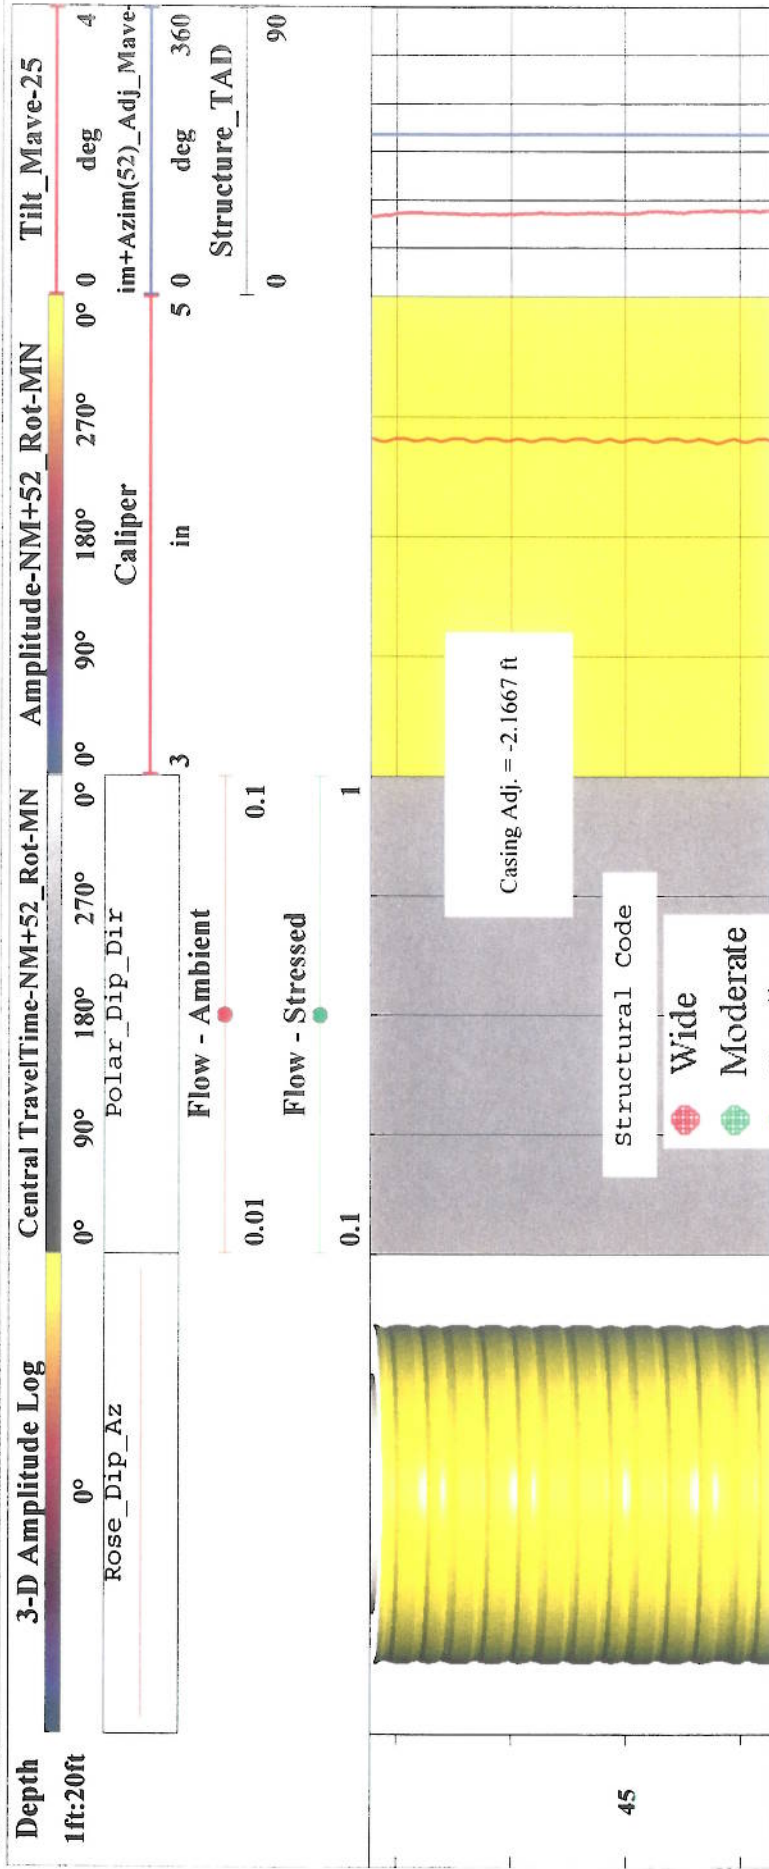 Depth
1ft:20ft
3-D Amplitude Log
0°
Rose_Dip_Az
Central TravelTime-NM+52_Rot-MN
0° 90° 180° 270° 0°
Polar_Dip_Dir
Flow - Ambient
0.01 0.1
Flow - Stressed
0.1 1
Amplitude-NM+52_Rot-MN
0° 90° 180° 270° 0°
Caliper
3 in 5
Tilt_Mave-25
0 deg 4
im+Azim(52)_Adj_Mave-
0 deg 360
Structure_TAD
0 90
Casing Adj. = -2.1667 ft
45
Structural Code
Wide
Moderate